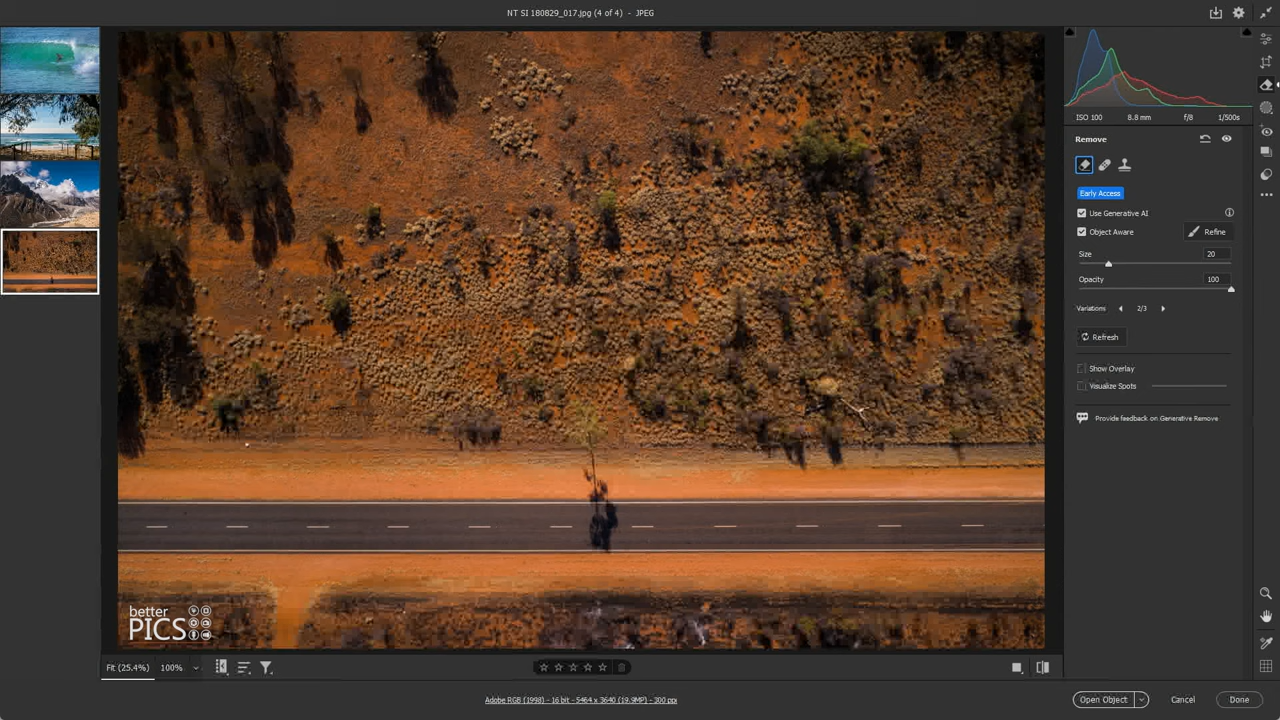 NT SI 180829_017.jpg (4 of 4) - JPEG
ISO 100 8.8 mm f/8 1/500s
Remove
Early Access
Use Generative AI
Object Aware
Refine
Size 20
Opacity 100
Variations 2/3
Refresh
Show Overlay
Visualize Spots
Provide feedback on Generative Remove
better
PICS
Fit (25.4%) 100%
Adobe RGB (1998) - 16 bit - 5464 x 3640 (19.9MP) - 300 ppi
Open Object Cancel Done